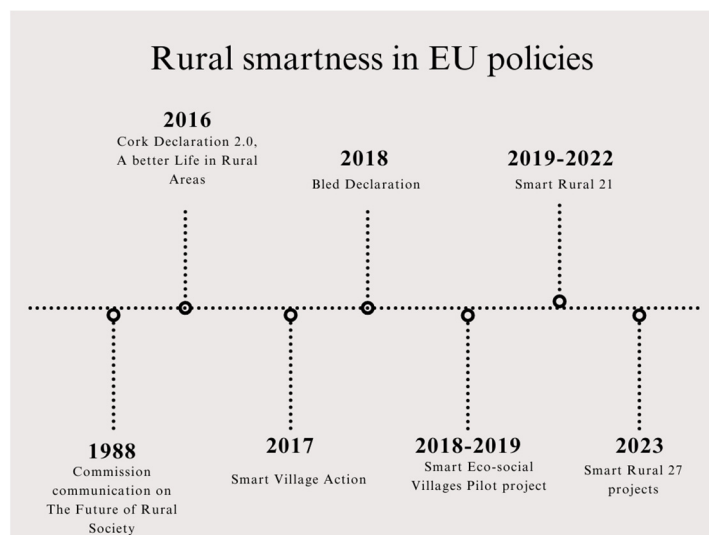 Rural smartness in EU policies
2016
Cork Declaration 2.0,
A better Life in Rural
Areas
2018
Bled Declaration
2019-2022
Smart Rural 21
1988
Commission
communication on
The Future of Rural
Society
2017
Smart Village Action
2018-2019
Smart Eco-social
Villages Pilot project
2023
Smart Rural 27
projects